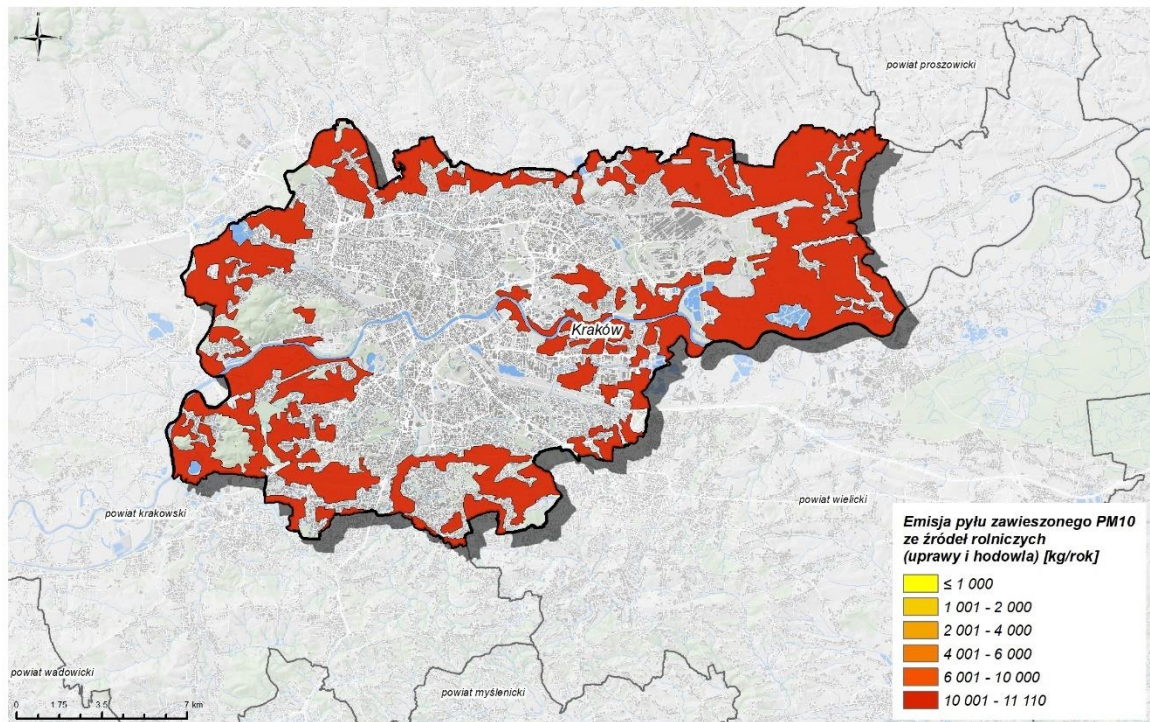 powiat proszowicki
Kraków
powiat krakowski
powiat wielicki
Emisja pyłu zawieszonego PM10
ze źródeł rolniczych
(uprawy i hodowla) [kg/rok]
≤ 1 000
1 001 - 2 000
2 001 - 4 000
4 001 - 6 000
6 001 - 10 000
10 001 - 11 110
powiat wadowicki
powiat myślenicki
0 1.75 3.5 7 km